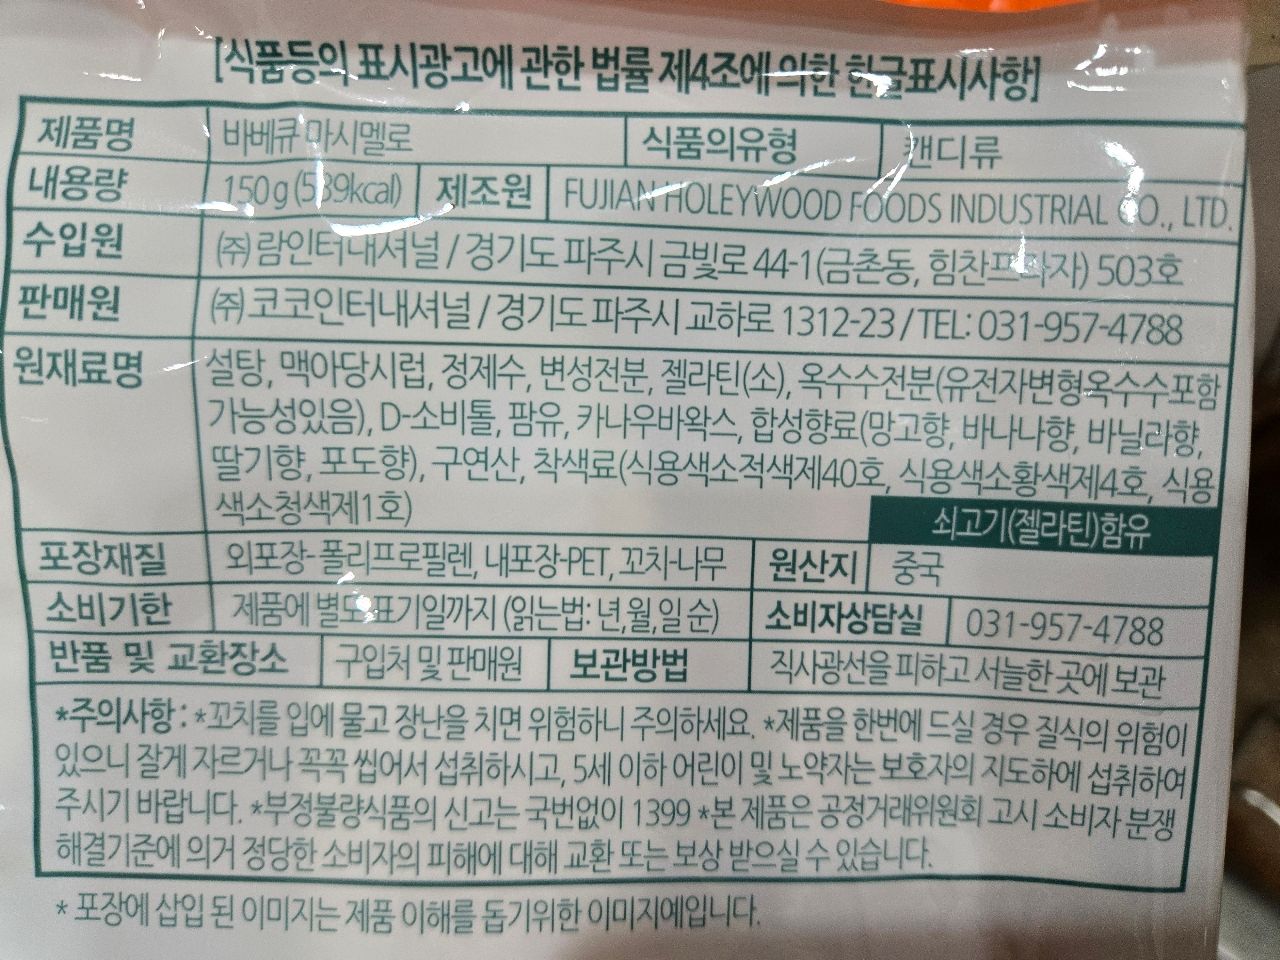 [식품등의 표시광고에 관한 법률 제4조에 의한 한글표시사항]
제품명 바베큐 마시멜로 식품의유형 캔디류
내용량 150g (539kcal) 제조원 FUJIAN HOLEYWOOD FOODS INDUSTRIAL CO., LTD.
수입원 ㈜람인터내셔널 / 경기도 파주시 금빛로 44-1(금촌동, 힘찬프라자) 503호
판매원 ㈜코코인터내셔널 / 경기도 파주시 교하로 1312-23 / TEL: 031-957-4788
원재료명 설탕, 맥아당시럽, 정제수, 변성전분, 젤라틴(소), 옥수수전분(유전자변형옥수수포함
가능성있음), D-소비톨, 팜유, 카나우바왁스, 합성향료(망고향, 바나나향, 바닐라향,
딸기향, 포도향), 구연산, 착색료(식용색소적색제40호, 식용색소황색제4호, 식용
색소청색제1호)
쇠고기(젤라틴)함유
포장재질 외포장-폴리프로필렌, 내포장-PET, 꼬치-나무 원산지 중국
소비기한 제품에 별도 표기일까지 (읽는법: 년,월,일 순) 소비자상담실 031-957-4788
반품 및 교환장소 구입처 및 판매원 보관방법 직사광선을 피하고 서늘한 곳에 보관
*주의사항 : *꼬치를 입에 물고 장난을 치면 위험하니 주의하세요. *제품을 한번에 드실 경우 질식의 위험이
있으니 잘게 자르거나 꼭꼭 씹어서 섭취하시고, 5세 이하 어린이 및 노약자는 보호자의 지도하에 섭취하여
주시기 바랍니다. *부정불량식품의 신고는 국번없이 1399 *본 제품은 공정거래위원회 고시 소비자 분쟁
해결기준에 의거 정당한 소비자의 피해에 대해 교환 또는 보상 받으실 수 있습니다.
* 포장에 삽입 된 이미지는 제품 이해를 돕기위한 이미지예입니다.